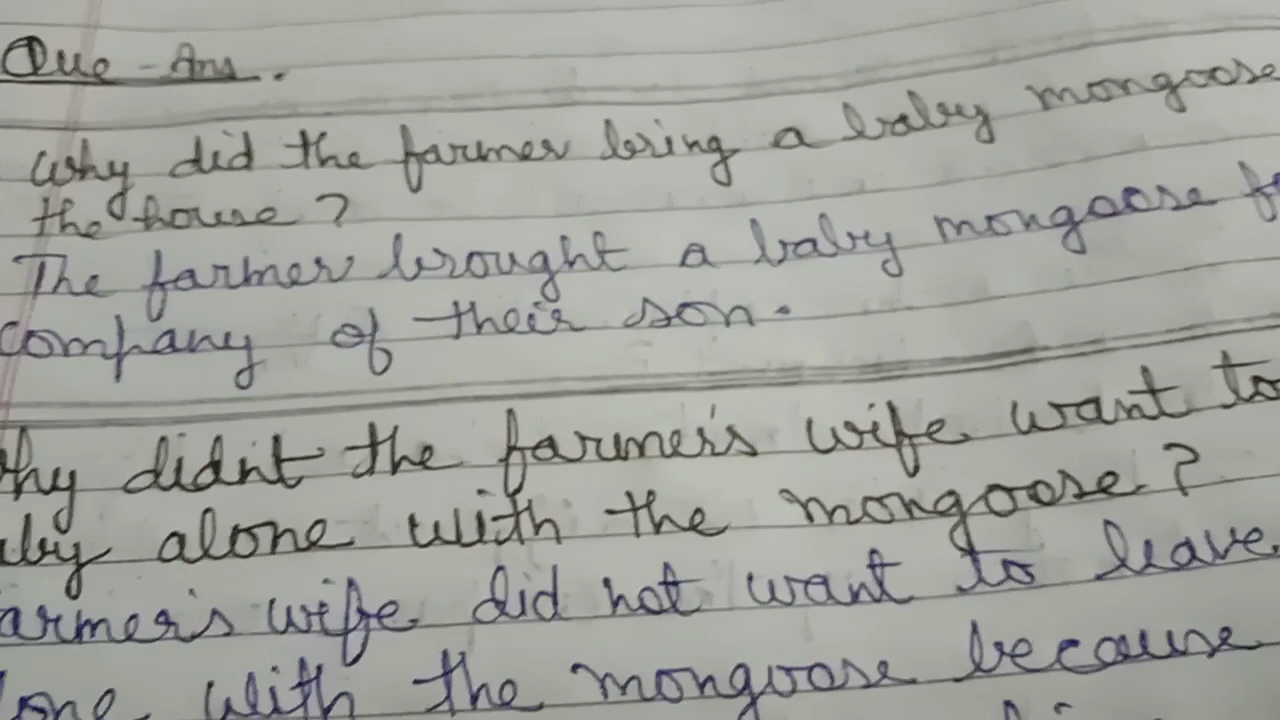 Que - Ans.
Why did the farmer bring a baby mongoose
the house?
The farmer brought a baby mongoose
company of their son.
hy didn't the farmer's wife want to
by alone with the mongoose?
armer's wife did not want to leave
one with the mongoose because